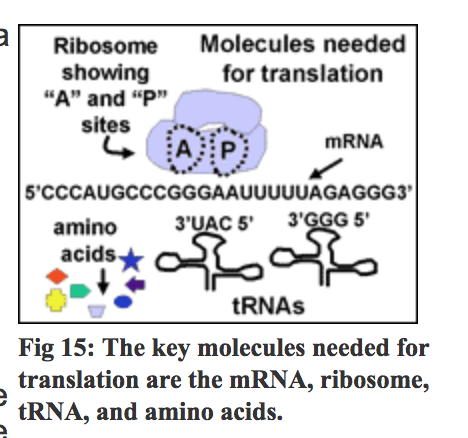 a
Ribosome
showing
“A” and “P”
sites
Molecules needed
for translation
A P
mRNA
5'CCCAUGCCCGGGAAUUUUUAGAGGG3'
amino
acids
3'UAC 5'
3'GGG 5'
tRNAs
Fig 15: The key molecules needed for
translation are the mRNA, ribosome,
tRNA, and amino acids.
e